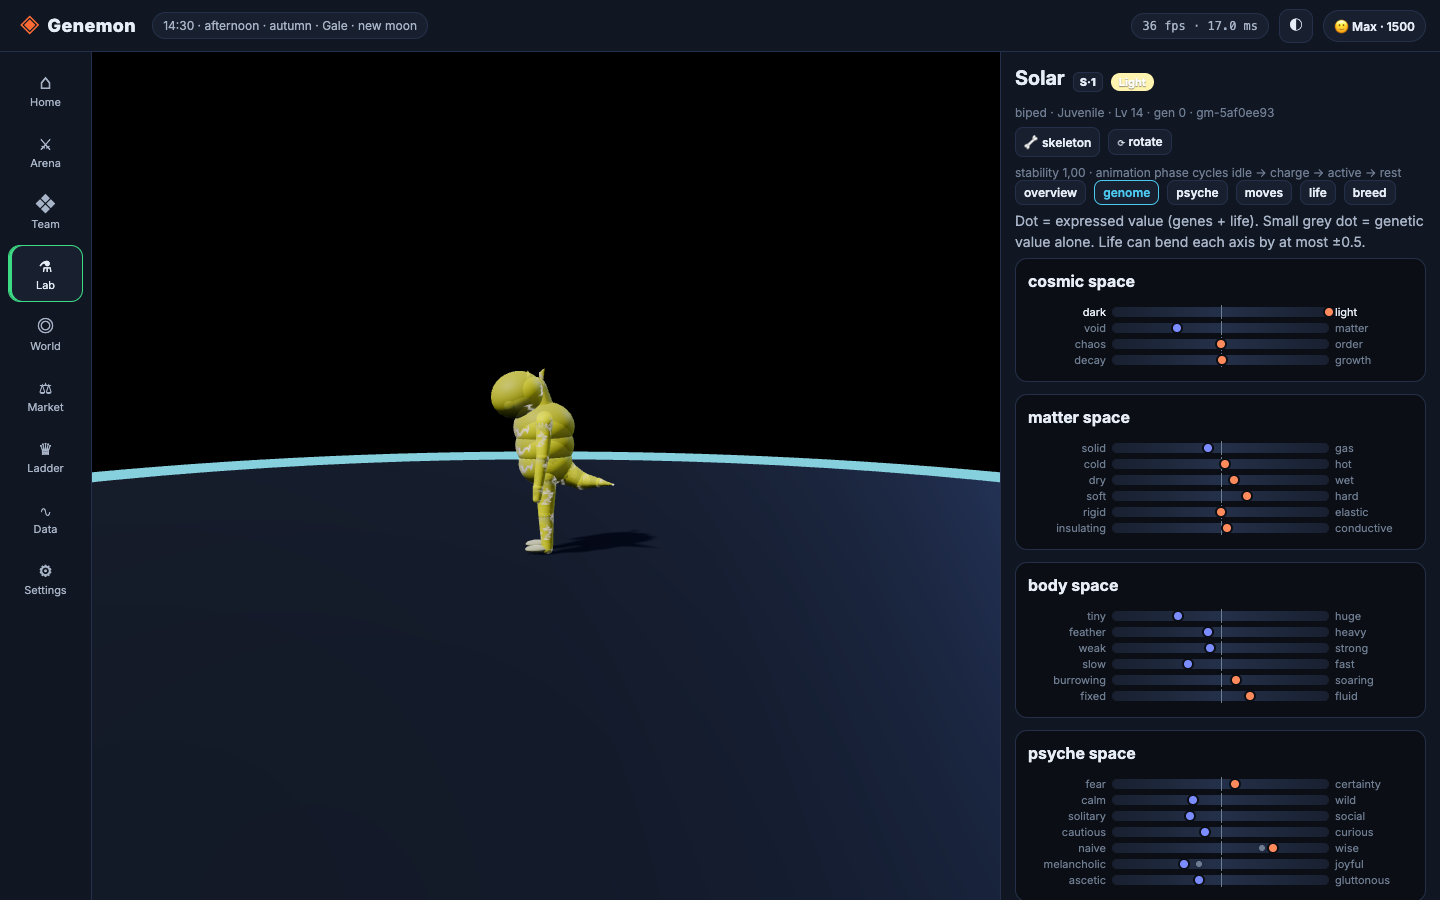 Genemon
14:30 · afternoon · autumn · Gale · new moon
36 fps · 17.0 ms
Max · 1500
Home
Arena
Team
Lab
World
Market
Ladder
Data
Settings
Solar
S·1
Light
biped · Juvenile · Lv 14 · gen 0 · gm-5af0ee93
skeleton
rotate
stability 1,00 · animation phase cycles idle → charge → active → rest
overview
genome
psyche
moves
life
breed
Dot = expressed value (genes + life). Small grey dot = genetic
value alone. Life can bend each axis by at most ±0.5.
cosmic space
dark light
void matter
chaos order
decay growth
matter space
solid gas
cold hot
dry wet
soft hard
rigid elastic
insulating conductive
body space
tiny huge
feather heavy
weak strong
slow fast
burrowing soaring
fixed fluid
psyche space
fear certainty
calm wild
solitary social
cautious curious
naive wise
melancholic joyful
ascetic gluttonous